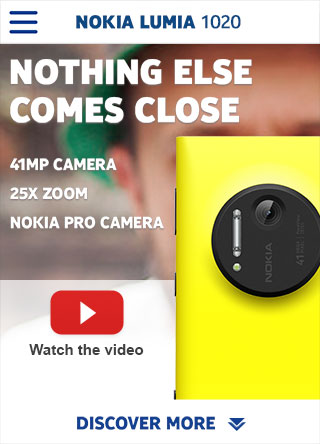 NOKIA LUMIA 1020
NOTHING ELSE
COMES CLOSE
41MP CAMERA
25X ZOOM
NOKIA PRO CAMERA
NOKIA
41
Watch the video
DISCOVER MORE